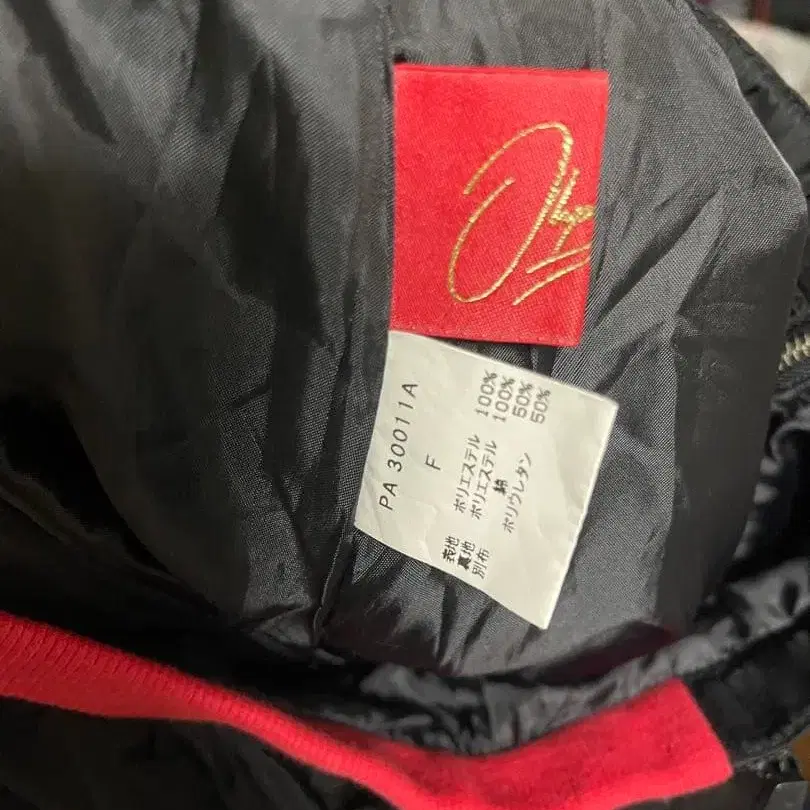 PA 30011A
F
表地 ポリエステル 100%
裏地 ポリエステル 100%
別布 綿 50%
ポリウレタン 50%